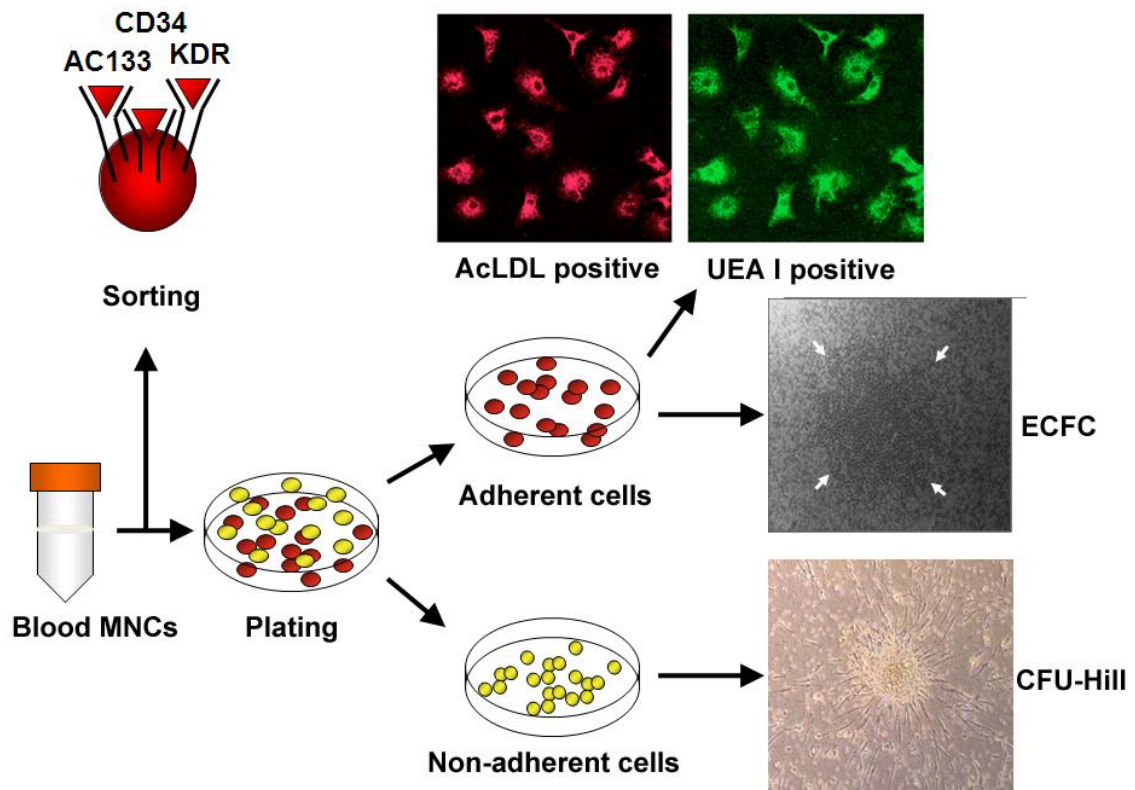 CD34
AC133
KDR
AcLDL positive
UEA I positive
Sorting
ECFC
Adherent cells
Blood MNCs
Plating
CFU-Hill
Non-adherent cells